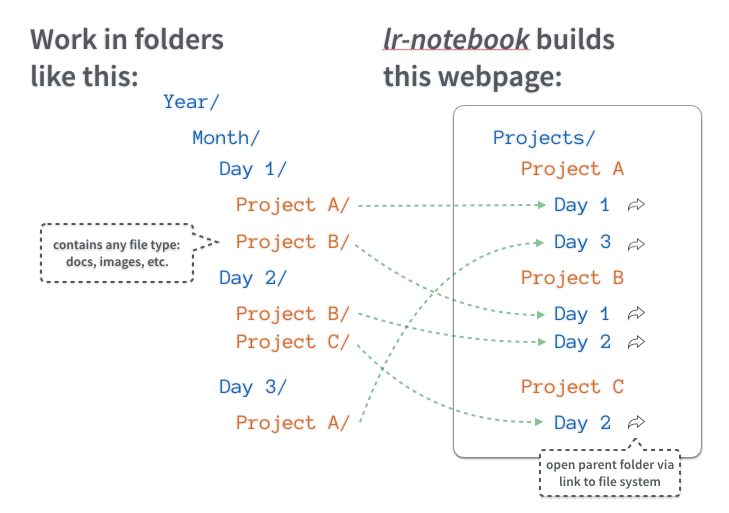 Work in folders
like this:
Year/
Month/
Day 1/
Project A/
Project B/
contains any file type:
docs, images, etc.
Day 2/
Project B/
Project C/
Day 3/
Project A/
lr-notebook builds
this webpage:
Projects/
Project A
Day 1
Day 3
Project B
Day 1
Day 2
Project C
Day 2
open parent folder via
link to file system